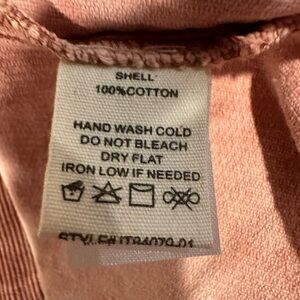 SHELL
100%COTTON
HAND WASH COLD
DO NOT BLEACH
DRY FLAT
IRON LOW IF NEEDED